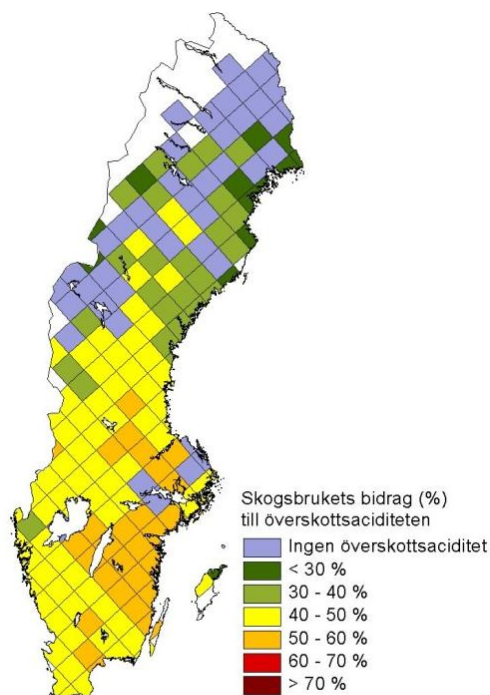 Skogsbrukets bidrag (%)
till överskottsaciditeten
Ingen överskottsaciditet
< 30 %
30 - 40 %
40 - 50 %
50 - 60 %
60 - 70 %
> 70 %